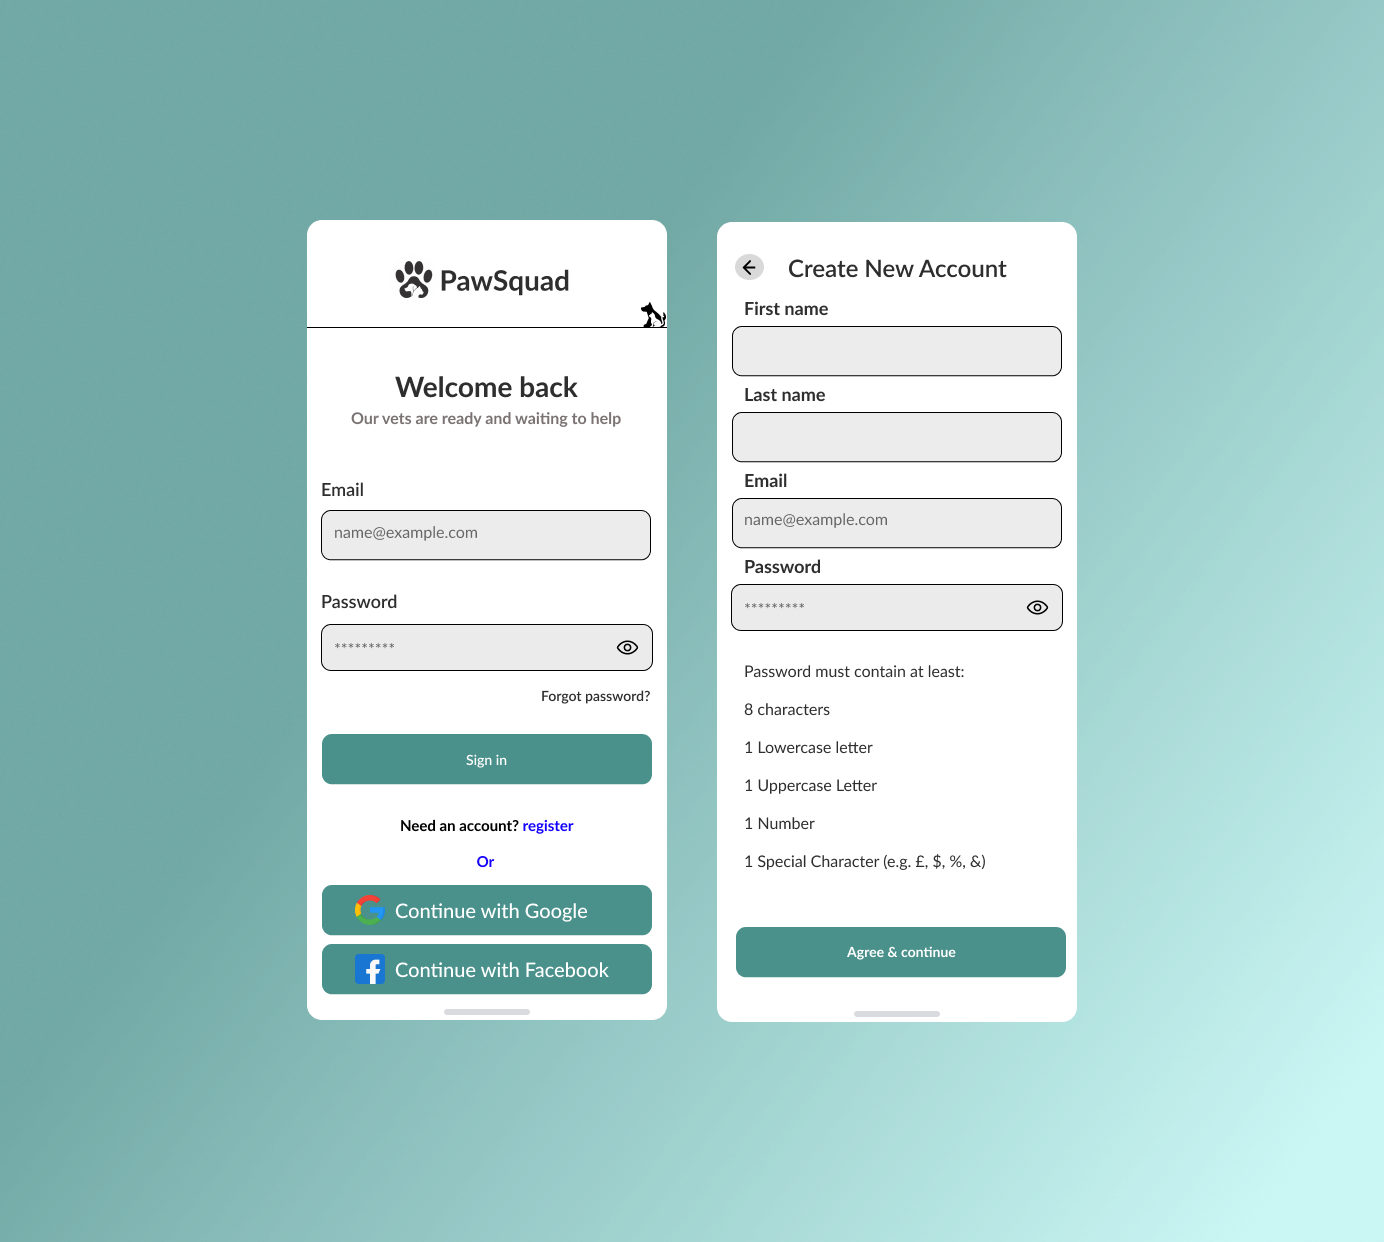 PawSquad
Welcome back
Our vets are ready and waiting to help
Email
name@example.com
Password
*********
Forgot password?
Sign in
Need an account? register
Or
Continue with Google
Continue with Facebook
Create New Account
First name
Last name
Email
name@example.com
Password
*********
Password must contain at least:
8 characters
1 Lowercase letter
1 Uppercase Letter
1 Number
1 Special Character (e.g. £, $, %, &)
Agree & continue